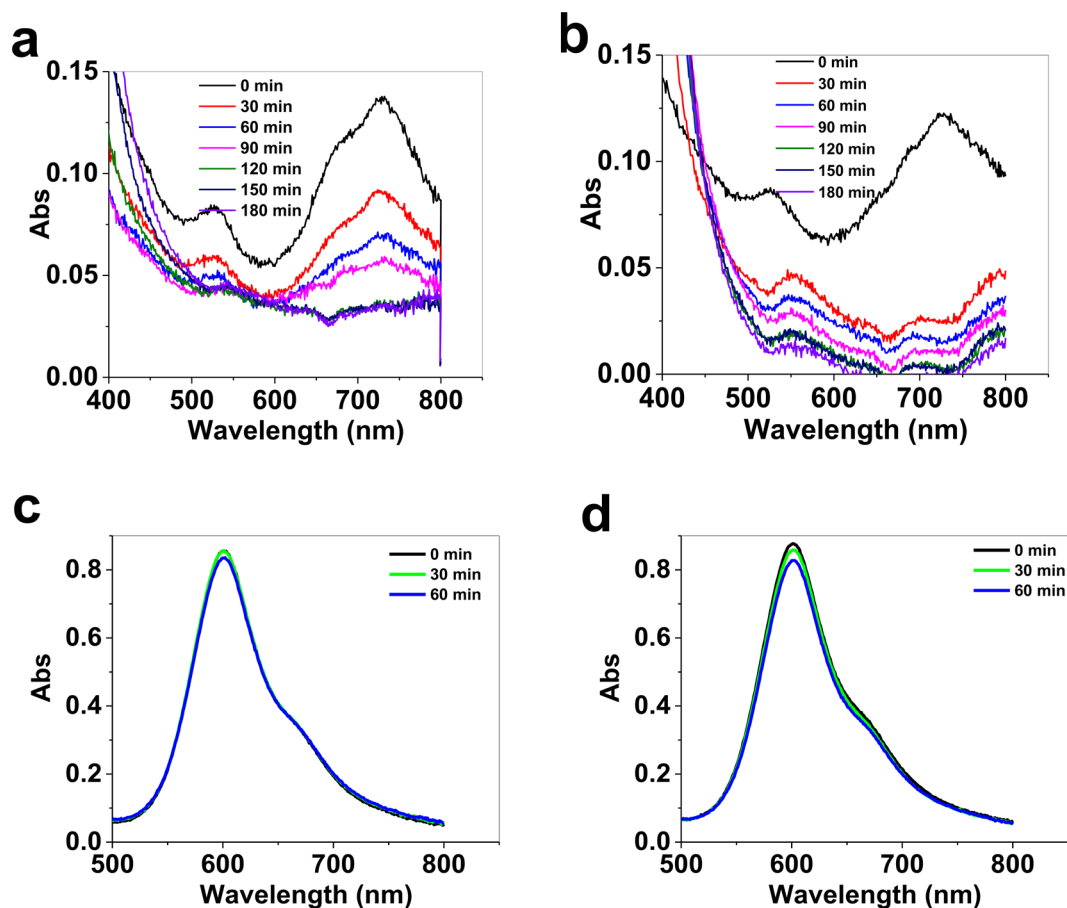 a
0.15
0.10
0.05
0.00
Abs
0 min
30 min
60 min
90 min
120 min
150 min
180 min
400 500 600 700 800
Wavelength (nm)
b
0.15
0.10
0.05
0.00
Abs
0 min
30 min
60 min
90 min
120 min
150 min
180 min
400 500 600 700 800
Wavelength (nm)
c
0.8
0.6
0.4
0.2
0.0
Abs
0 min
30 min
60 min
500 600 700 800
Wavelength (nm)
d
0.8
0.6
0.4
0.2
0.0
Abs
0 min
30 min
60 min
500 600 700 800
Wavelength (nm)